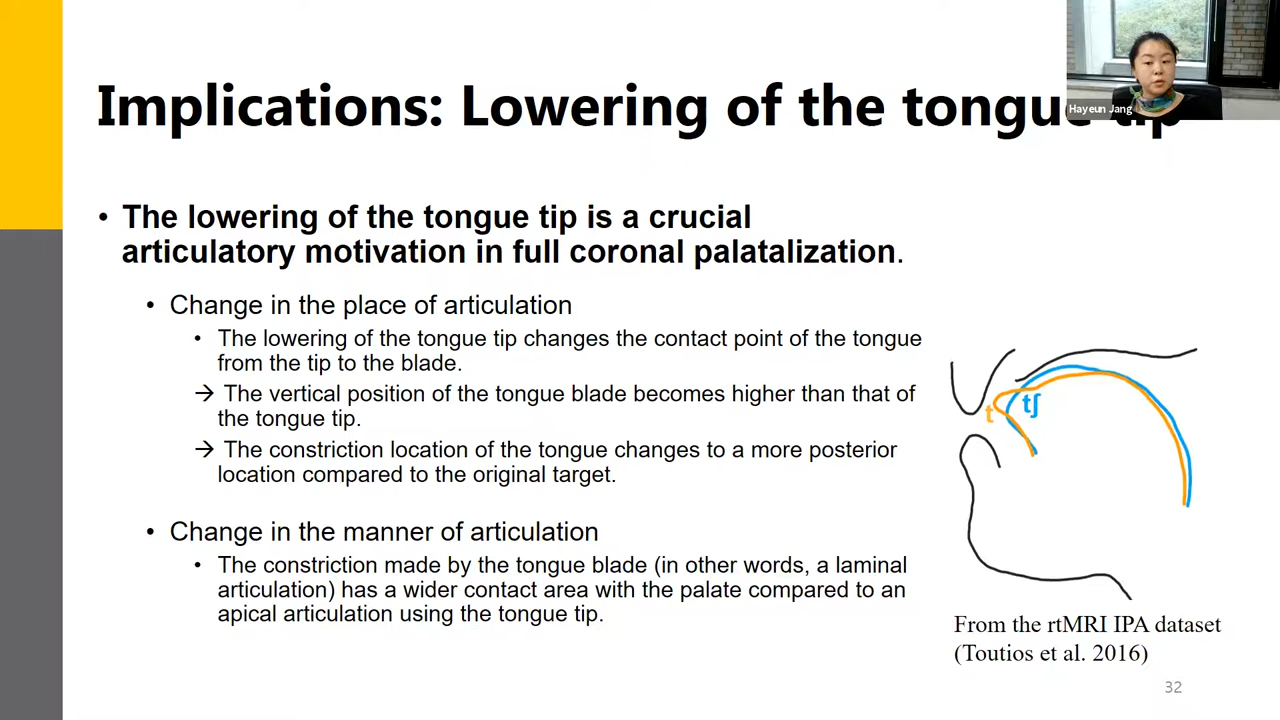 Implications: Lowering of the tongue tip
Hayeun Jang
• The lowering of the tongue tip is a crucial
articulatory motivation in full coronal palatalization.
• Change in the place of articulation
• The lowering of the tongue tip changes the contact point of the tongue
from the tip to the blade.
→ The vertical position of the tongue blade becomes higher than that of
the tongue tip.
→ The constriction location of the tongue changes to a more posterior
location compared to the original target.
• Change in the manner of articulation
• The constriction made by the tongue blade (in other words, a laminal
articulation) has a wider contact area with the palate compared to an
apical articulation using the tongue tip.
t tʃ
From the rtMRI IPA dataset
(Toutios et al. 2016)
32